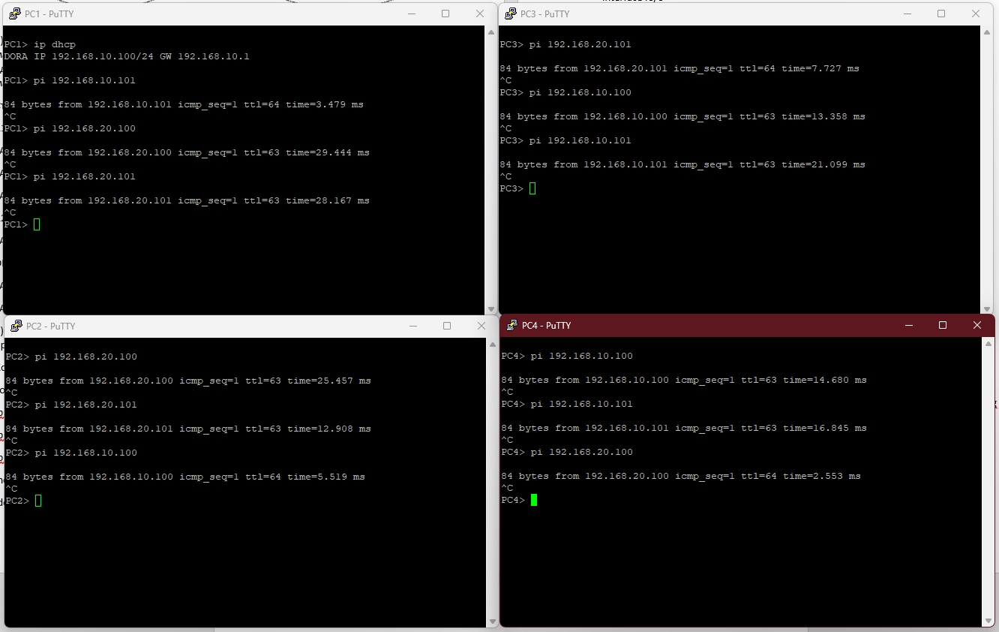 PC1 - PuTTY
PC1> ip dhcp
DORA IP 192.168.10.100/24 GW 192.168.10.1
PC1> pi 192.168.10.101
84 bytes from 192.168.10.101 icmp_seq=1 ttl=64 time=3.479 ms
^C
PC1> pi 192.168.20.100
84 bytes from 192.168.20.100 icmp_seq=1 ttl=63 time=29.444 ms
^C
PC1> pi 192.168.20.101
84 bytes from 192.168.20.101 icmp_seq=1 ttl=63 time=28.167 ms
^C
PC1>
PC3 - PuTTY
PC3> pi 192.168.20.101
84 bytes from 192.168.20.101 icmp_seq=1 ttl=64 time=7.727 ms
^C
PC3> pi 192.168.10.100
84 bytes from 192.168.10.100 icmp_seq=1 ttl=63 time=13.358 ms
^C
PC3> pi 192.168.10.101
84 bytes from 192.168.10.101 icmp_seq=1 ttl=63 time=21.099 ms
^C
PC3>
PC2 - PuTTY
PC2> pi 192.168.20.100
84 bytes from 192.168.20.100 icmp_seq=1 ttl=63 time=25.457 ms
^C
PC2> pi 192.168.20.101
84 bytes from 192.168.20.101 icmp_seq=1 ttl=63 time=12.908 ms
^C
PC2> pi 192.168.10.100
84 bytes from 192.168.10.100 icmp_seq=1 ttl=64 time=5.519 ms
^C
PC2>
PC4 - PuTTY
PC4> pi 192.168.10.100
84 bytes from 192.168.10.100 icmp_seq=1 ttl=63 time=14.680 ms
^C
PC4> pi 192.168.10.101
84 bytes from 192.168.10.101 icmp_seq=1 ttl=63 time=16.845 ms
^C
PC4> pi 192.168.20.100
84 bytes from 192.168.20.100 icmp_seq=1 ttl=64 time=2.553 ms
^C
PC4>